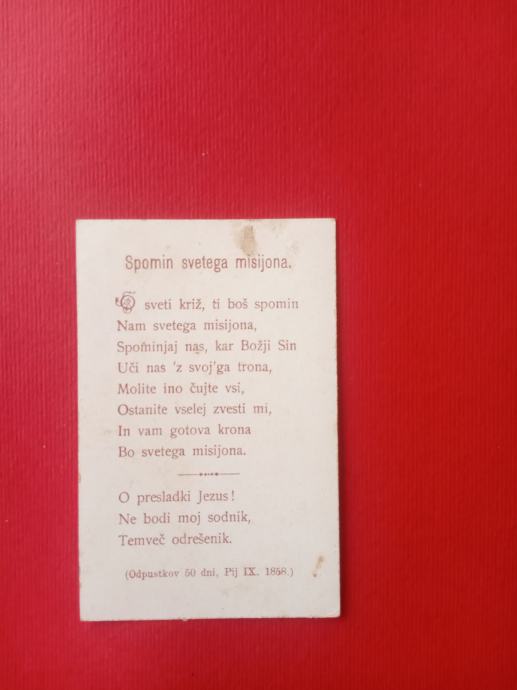 Spomin svetega misijona.
O sveti križ, ti boš spomin
Nam svetega misijona,
Spominjaj nas, kar Božji Sin
Uči nas 'z svoj'ga trona,
Molite ino čujte vsi,
Ostanite vselej zvesti mi,
In vam gotova krona
Bo svetega misijona.
O presladki Jezus!
Ne bodi moj sodnik,
Temveč odrešenik.
(Odpustkov 50 dni, Pij IX. 1858.)